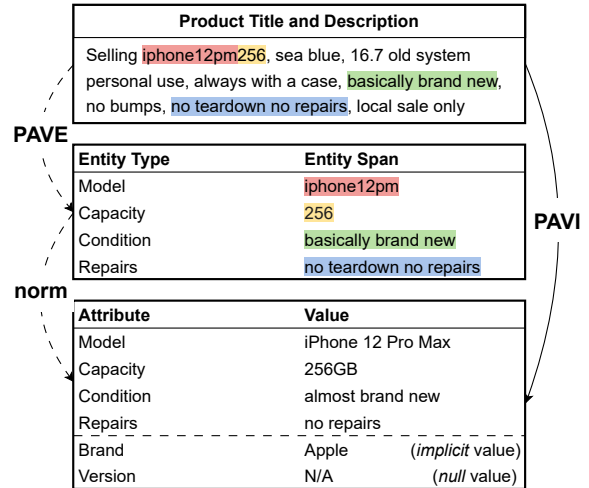 Product Title and Description
Selling iphone12pm256, sea blue, 16.7 old system
personal use, always with a case, basically brand new,
no bumps, no teardown no repairs, local sale only
PAVE
Entity Type Entity Span
Model iphone12pm
Capacity 256
Condition basically brand new
Repairs no teardown no repairs
PAVI
norm
Attribute Value
Model iPhone 12 Pro Max
Capacity 256GB
Condition almost brand new
Repairs no repairs
Brand Apple (implicit value)
Version N/A (null value)